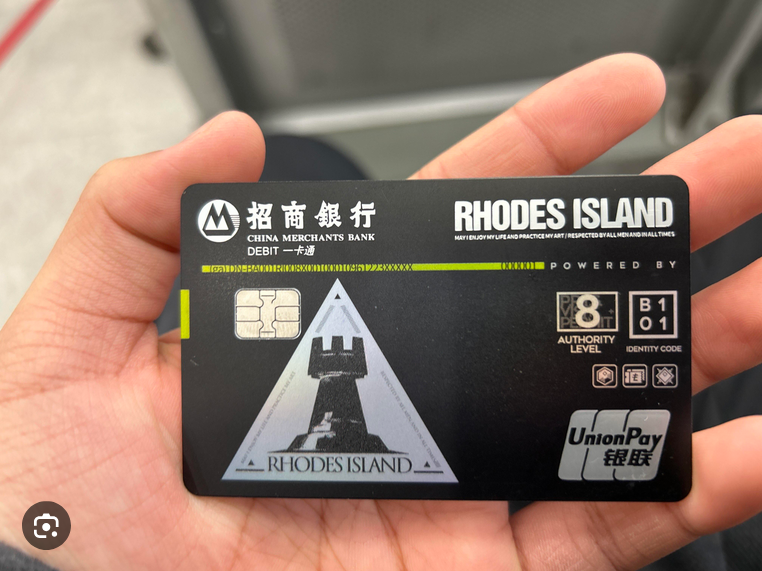 招商銀行
CHINA MERCHANTS BANK
DEBIT 一卡通
RHODES ISLAND
MAY I ENJOY MY LIFE AND PRACTICE MY ART / RESPECTED BY ALL MEN AND IN ALL TIMES
POWERED BY
8
AUTHORITY
LEVEL
B1
01
IDENTITY CODE
RHODES ISLAND
UnionPay
银联